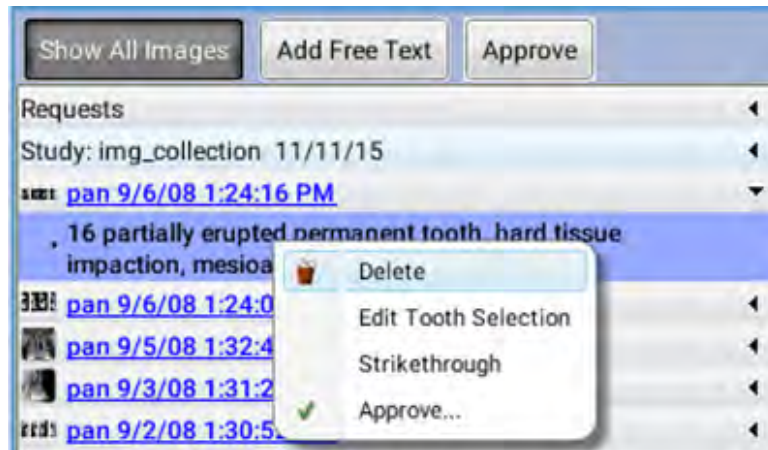 Show All Images Add Free Text Approve
Requests
Study: img_collection 11/11/15
pan 9/6/08 1:24:16 PM
16 partially erupted permanent tooth, hard tissue
impaction, mesioa
Delete
pan 9/6/08 1:24:0
Edit Tooth Selection
pan 9/5/08 1:32:4
Strikethrough
pan 9/3/08 1:31:2
Approve...
pan 9/2/08 1:30:5